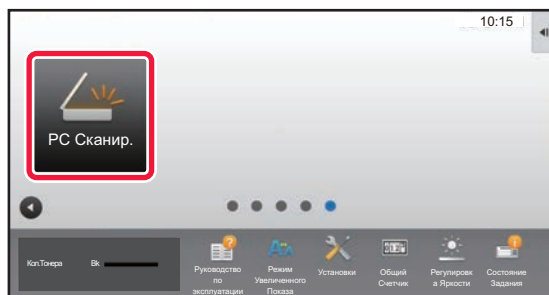 10:15
PC Сканир.
Кол.Тонера
Bk
Руководство
по
эксплуатации
Режим
Увеличенного
Показа
Установки
Общий
Счетчик
Регулировк
а Яркости
Состояние
Задания